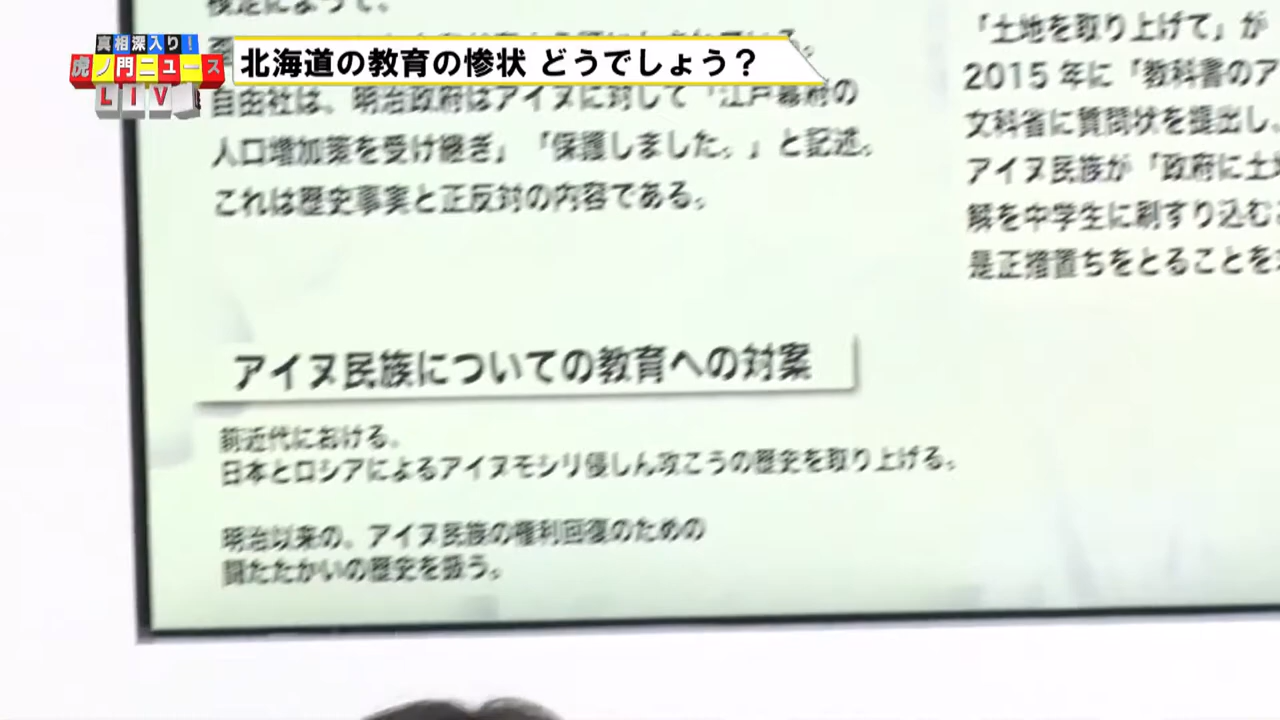 真相深入り!
虎ノ門ニュース
LIV
北海道の教育の惨状 どうでしょう?
検定によって、
自由社は、明治政府はアイヌに対して「江戸幕府の
人口増加策を受け継ぎ」「保護しました。」と記述。
これは歴史事実と正反対の内容である。
アイヌ民族についての教育への対案
前近代における、
日本とロシアによるアイヌモシリ侵しん攻こうの歴史を取り上げる。
明治以来の、アイヌ民族の権利回復のための
闘たたかいの歴史を扱う。
「土地を取り上げて」が
2015 年に「教科書のア
文科省に質問状を提出し、
アイヌ民族が「政府に土地
解を中学生に刷すり込む
是正措置ちをとることを